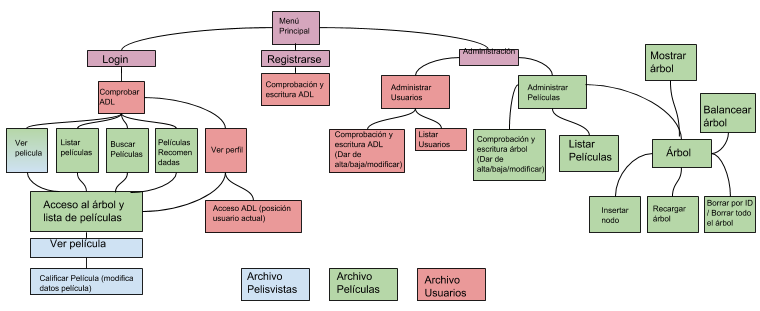 Menú
Principal
Login
Registrarse
Administración
Mostrar
árbol
Comprobar
ADL
Comprobación y
escritura ADL
Administrar
Usuarios
Administrar
Películas
Balancear
árbol
Ver
pelicula
Listar
películas
Buscar
Películas
Películas
Recomen
dadas
Ver perfil
Comprobación y
escritura ADL
(Dar de
alta/baja/modificar)
Listar
Usuarios
Comprobación y
escritura árbol
(Dar de
alta/baja/modificar)
Listar
Películas
Árbol
Acceso al árbol y
lista de películas
Acceso ADL (posición
usuario actual)
Insertar
nodo
Recargar
árbol
Borrar por ID
/ Borrar todo
el árbol
Ver película
Calificar Película (modifica
datos película)
Archivo
Pelisvistas
Archivo
Películas
Archivo
Usuarios